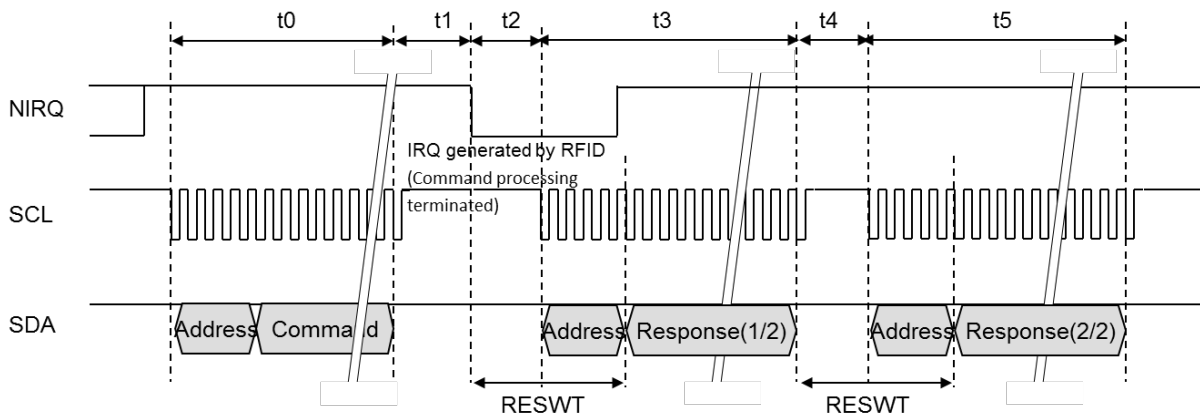 t0 t1 t2 t3 t4 t5
NIRQ
IRQ generated by RFID
(Command processing
terminated)
SCL
SDA
Address Command Address Response(1/2) Address Response(2/2)
RESWT RESWT